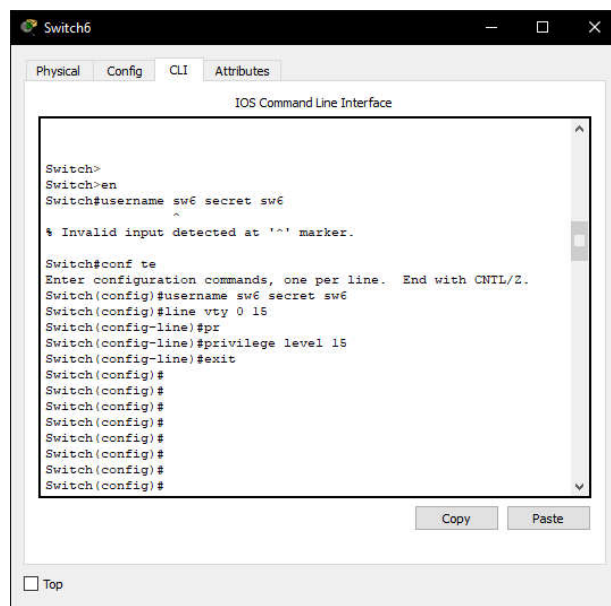 Switch6
Physical Config CLI Attributes
IOS Command Line Interface
Switch>
Switch>en
Switch#username sw6 secret sw6
^
% Invalid input detected at '^' marker.
Switch#conf te
Enter configuration commands, one per line. End with CNTL/Z.
Switch(config)#username sw6 secret sw6
Switch(config)#line vty 0 15
Switch(config-line)#pr
Switch(config-line)#privilege level 15
Switch(config-line)#exit
Switch(config)#
Switch(config)#
Switch(config)#
Switch(config)#
Switch(config)#
Switch(config)#
Switch(config)#
Switch(config)#
Copy Paste
Top